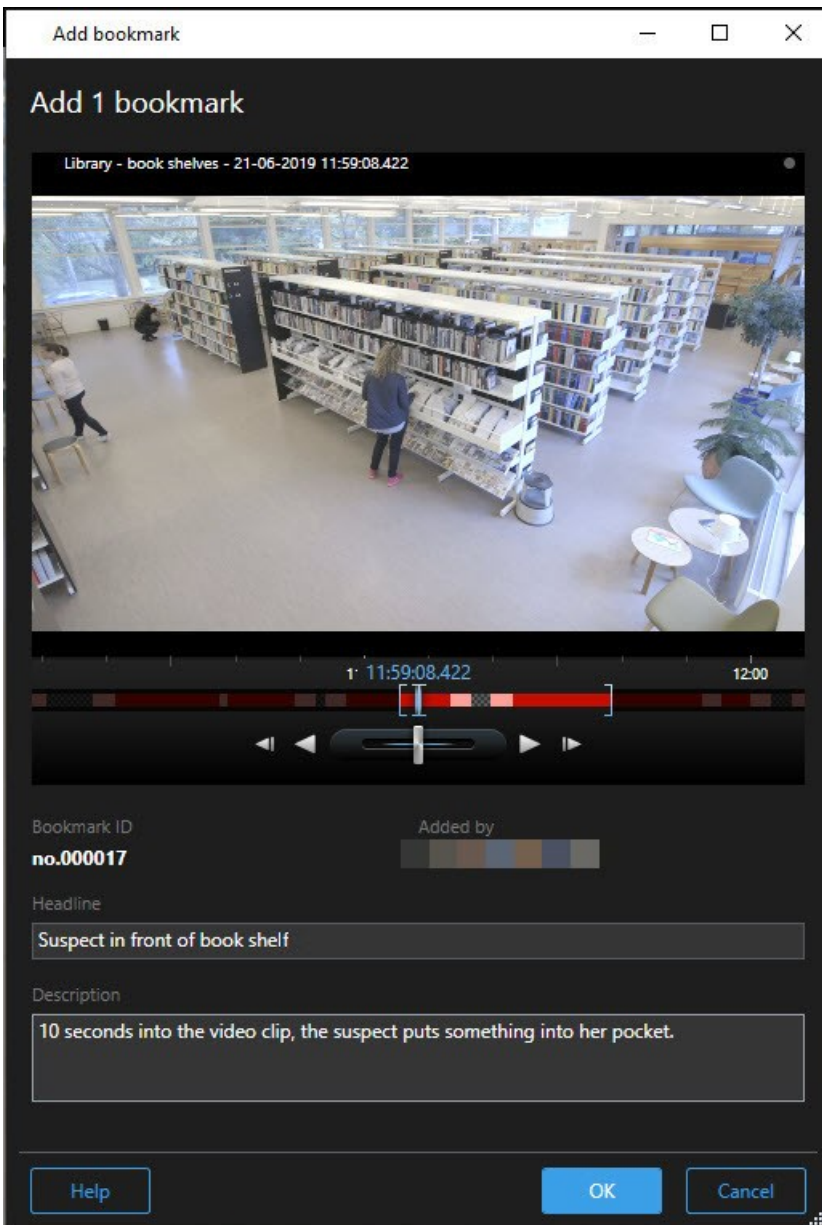 Add bookmark
Add 1 bookmark
Library - book shelves - 21-06-2019 11:59:08.422
11:59:08.422
12:00
Bookmark ID
Added by
no.000017
Headline
Suspect in front of book shelf
Description
10 seconds into the video clip, the suspect puts something into her pocket.
Help
OK
Cancel